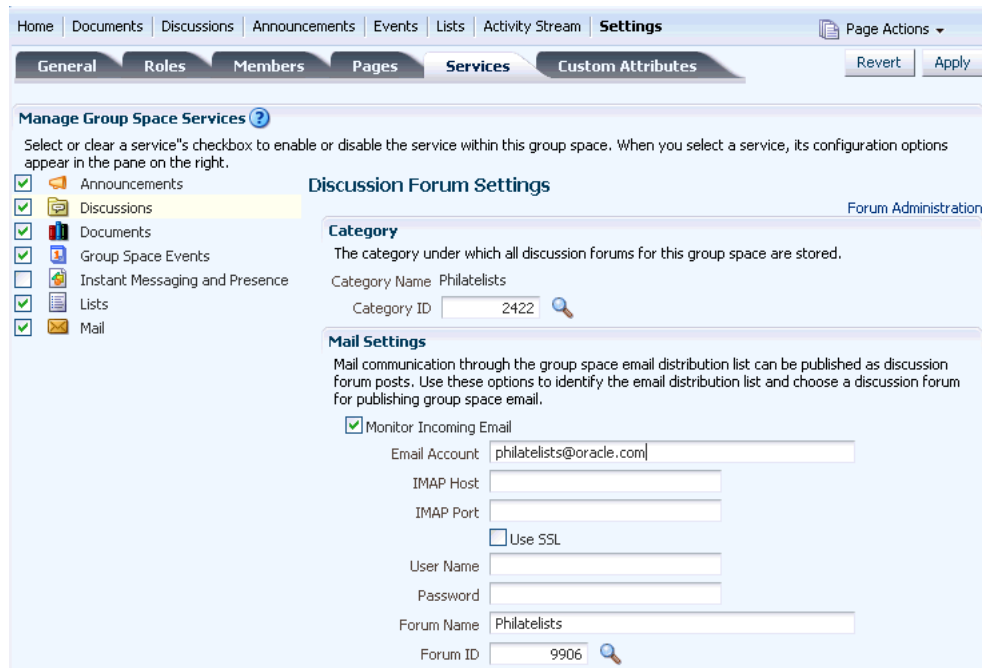 Home Documents Discussions Announcements Events Lists Activity Stream Settings Page Actions
General Roles Members Pages Services Custom Attributes Revert Apply
Manage Group Space Services ?
Select or clear a service"s checkbox to enable or disable the service within this group space. When you select a service, its configuration options
appear in the pane on the right.
Announcements
Discussions
Documents
Group Space Events
Instant Messaging and Presence
Lists
Mail
Discussion Forum Settings
Forum Administration
Category
The category under which all discussion forums for this group space are stored.
Category Name Philatelists
Category ID 2422
Mail Settings
Mail communication through the group space email distribution list can be published as discussion
forum posts. Use these options to identify the email distribution list and choose a discussion forum
for publishing group space email.
Monitor Incoming Email
Email Account philatelists@oracle.com
IMAP Host
IMAP Port
Use SSL
User Name
Password
Forum Name Philatelists
Forum ID 9906